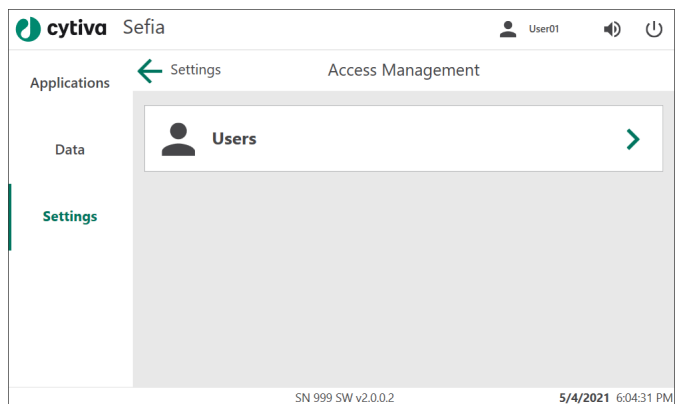 cytiva Sefia User01
Applications
Settings Access Management
Users
Data
Settings
SN 999 SW v2.0.0.2 5/4/2021 6:04:31 PM